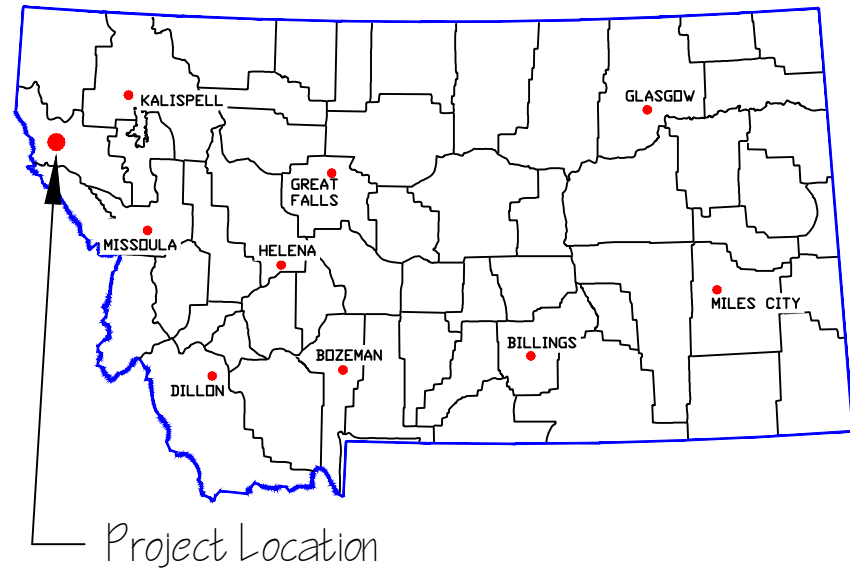 KALISPELL
GLASGOW
GREAT
FALLS
MISSOULA
HELENA
MILES CITY
BILLINGS
BOZEMAN
DILLON
Project Location